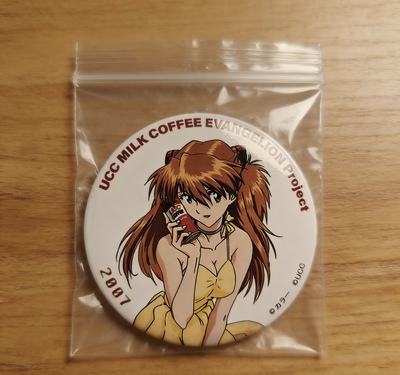 UCC MILK COFFEE EVANGELION Project
2007
©カラー ©UCC